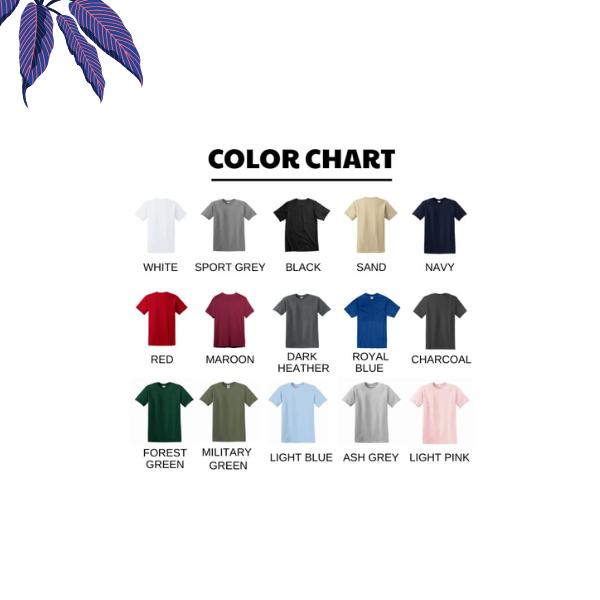 COLOR CHART
WHITE SPORT GREY BLACK SAND NAVY
RED MAROON DARK HEATHER ROYAL BLUE CHARCOAL
FOREST GREEN MILITARY GREEN LIGHT BLUE ASH GREY LIGHT PINK